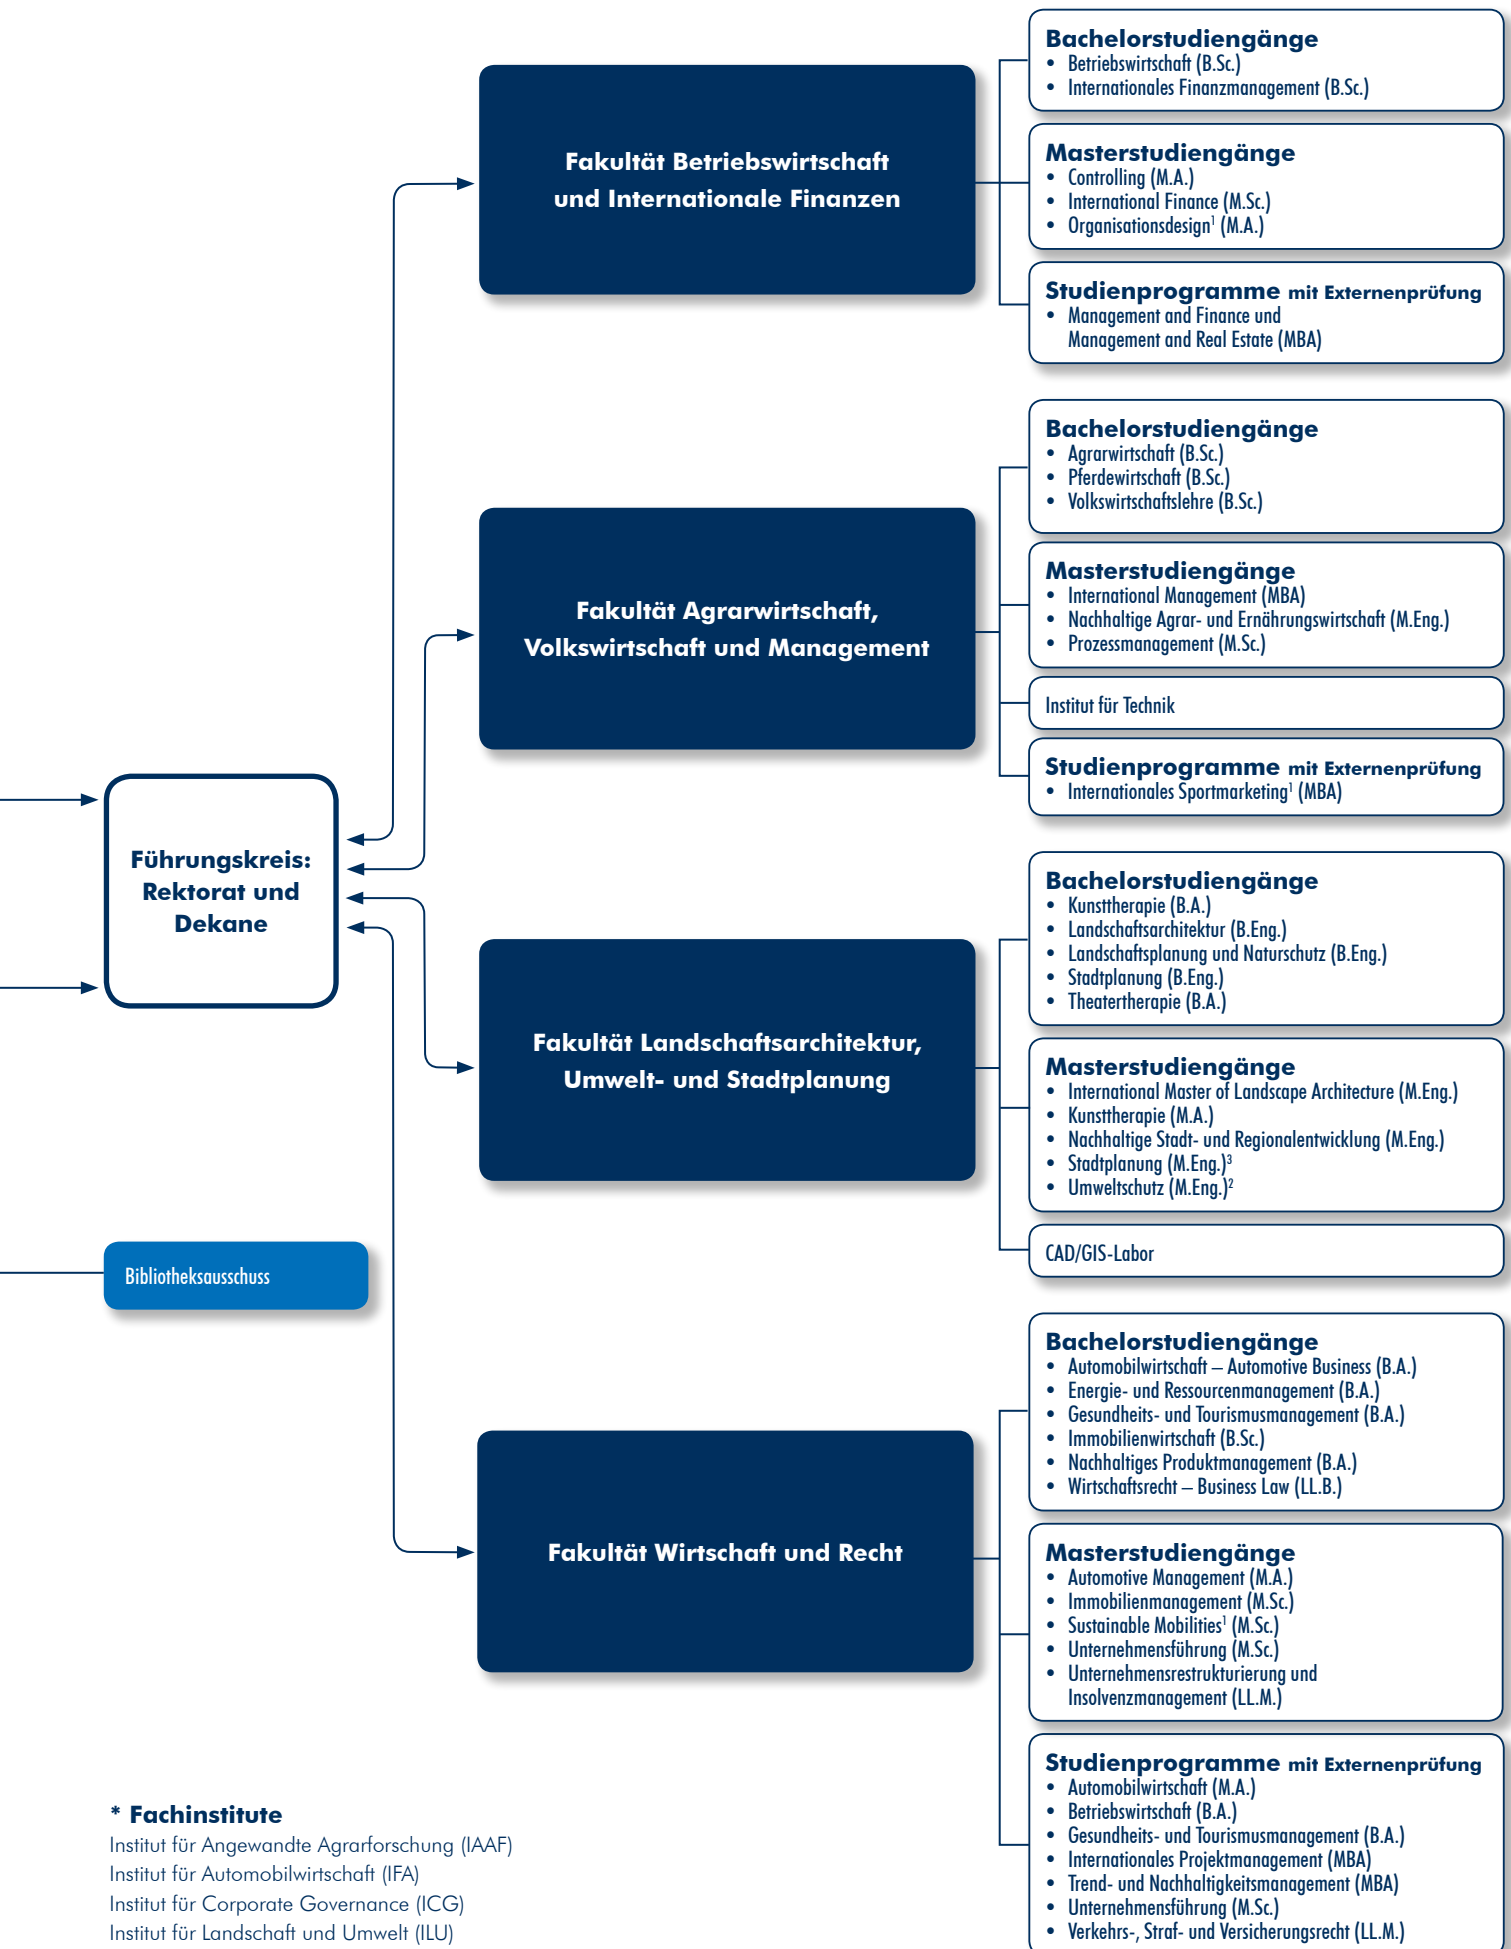 Bachelorstudiengänge
• Betriebswirtschaft (B.Sc.)
• Internationales Finanzmanagement (B.Sc.)
Fakultät Betriebswirtschaft
und Internationale Finanzen
Masterstudiengänge
• Controlling (M.A.)
• International Finance (M.Sc.)
• Organisationsdesign¹ (M.A.)
Studienprogramme mit Externenprüfung
• Management and Finance und
Management and Real Estate (MBA)
Bachelorstudiengänge
• Agrarwirtschaft (B.Sc.)
• Pferdewirtschaft (B.Sc.)
• Volkswirtschaftslehre (B.Sc.)
Fakultät Agrarwirtschaft,
Volkswirtschaft und Management
Masterstudiengänge
• International Management (MBA)
• Nachhaltige Agrar- und Ernährungswirtschaft (M.Eng.)
• Prozessmanagement (M.Sc.)
Institut für Technik
Studienprogramme mit Externenprüfung
• Internationales Sportmarketing¹ (MBA)
Führungskreis:
Rektorat und
Dekane
Bachelorstudiengänge
• Kunsttherapie (B.A.)
• Landschaftsarchitektur (B.Eng.)
• Landschaftsplanung und Naturschutz (B.Eng.)
• Stadtplanung (B.Eng.)
• Theatertherapie (B.A.)
Fakultät Landschaftsarchitektur,
Umwelt- und Stadtplanung
Masterstudiengänge
• International Master of Landscape Architecture (M.Eng.)
• Kunsttherapie (M.A.)
• Nachhaltige Stadt- und Regionalentwicklung (M.Eng.)
• Stadtplanung (M.Eng.)³
• Umweltschutz (M.Eng.)²
CAD/GIS-Labor
Bibliotheksausschuss
Bachelorstudiengänge
• Automobilwirtschaft – Automotive Business (B.A.)
• Energie- und Ressourcenmanagement (B.A.)
• Gesundheits- und Tourismusmanagement (B.A.)
• Immobilienwirtschaft (B.Sc.)
• Nachhaltiges Produktmanagement (B.A.)
• Wirtschaftsrecht – Business Law (LL.B.)
Fakultät Wirtschaft und Recht
Masterstudiengänge
• Automotive Management (M.A.)
• Immobilienmanagement (M.Sc.)
• Sustainable Mobilities¹ (M.Sc.)
• Unternehmensführung (M.Sc.)
• Unternehmensrestrukturierung und
Insolvenzmanagement (LL.M.)
Studienprogramme mit Externenprüfung
• Automobilwirtschaft (M.A.)
• Betriebswirtschaft (B.A.)
• Gesundheits- und Tourismusmanagement (B.A.)
• Internationales Projektmanagement (MBA)
• Trend- und Nachhaltigkeitsmanagement (MBA)
• Unternehmensführung (M.Sc.)
• Verkehrs-, Straf- und Versicherungsrecht (LL.M.)
* Fachinstitute
Institut für Angewandte Agrarforschung (IAAF)
Institut für Automobilwirtschaft (IFA)
Institut für Corporate Governance (ICG)
Institut für Landschaft und Umwelt (ILU)